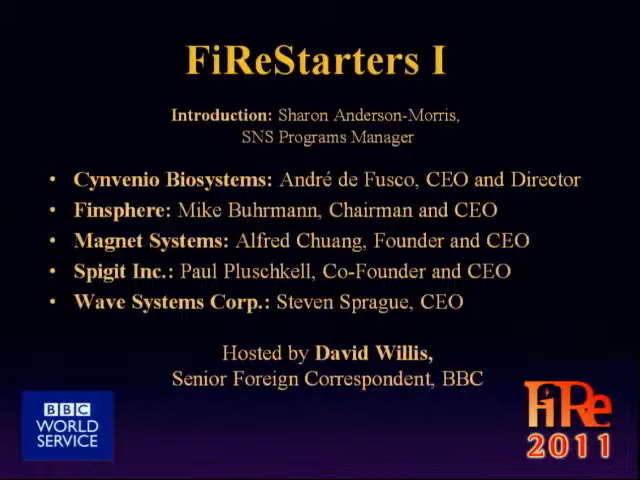 FiReStarters I
Introduction: Sharon Anderson-Morris,
SNS Programs Manager
• Cynvenio Biosystems: André de Fusco, CEO and Director
• Finsphere: Mike Buhrmann, Chairman and CEO
• Magnet Systems: Alfred Chuang, Founder and CEO
• Spigit Inc.: Paul Pluschkell, Co-Founder and CEO
• Wave Systems Corp.: Steven Sprague, CEO
Hosted by David Willis,
Senior Foreign Correspondent, BBC
BBC
WORLD
SERVICE
FiRe
2011